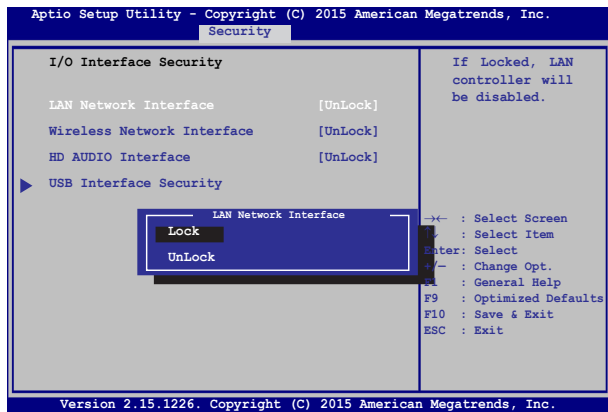 Aptio Setup Utility - Copyright (C) 2015 American Megatrends, Inc.
Security
I/O Interface Security
LAN Network Interface [UnLock]
Wireless Network Interface [UnLock]
HD AUDIO Interface [UnLock]
USB Interface Security
If Locked, LAN
controller will
be disabled.
LAN Network Interface
Lock
UnLock
→← : Select Screen
: Select Item
Enter: Select
+/— : Change Opt.
F1 : General Help
F9 : Optimized Defaults
F10 : Save & Exit
ESC : Exit
Version 2.15.1226. Copyright (C) 2015 American Megatrends, Inc.